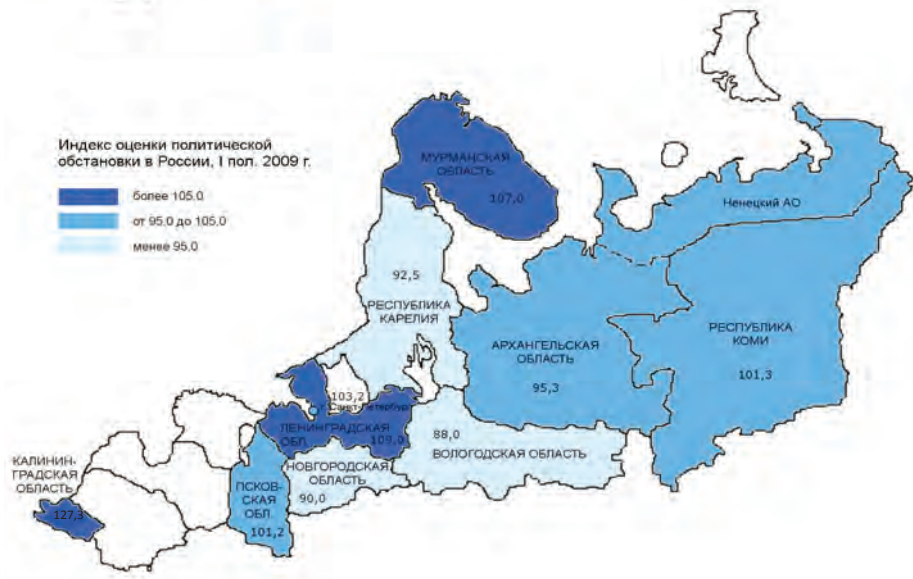 Индекс оценки политической
обстановки в России, I пол. 2009 г.
более 105.0
от 95.0 до 105.0
менее 95.0
МУРМАНСКАЯ
ОБЛАСТЬ
107,0
Ненецкий АО
92,5
РЕСПУБЛИКА
КАРЕЛИЯ
АРХАНГЕЛЬСКАЯ
ОБЛАСТЬ
95,3
РЕСПУБЛИКА
КОМИ
101,3
103,2
Санкт-Петербург
ЛЕНИНГРАДСКАЯ
ОБЛ.
109,0
88,0
ВОЛОГОДСКАЯ ОБЛАСТЬ
НОВГОРОДСКАЯ
ОБЛАСТЬ
90,0
КАЛИНИН-
ГРАДСКАЯ
ОБЛАСТЬ
127,3
ПСКОВ-
СКАЯ
ОБЛ.
101,2